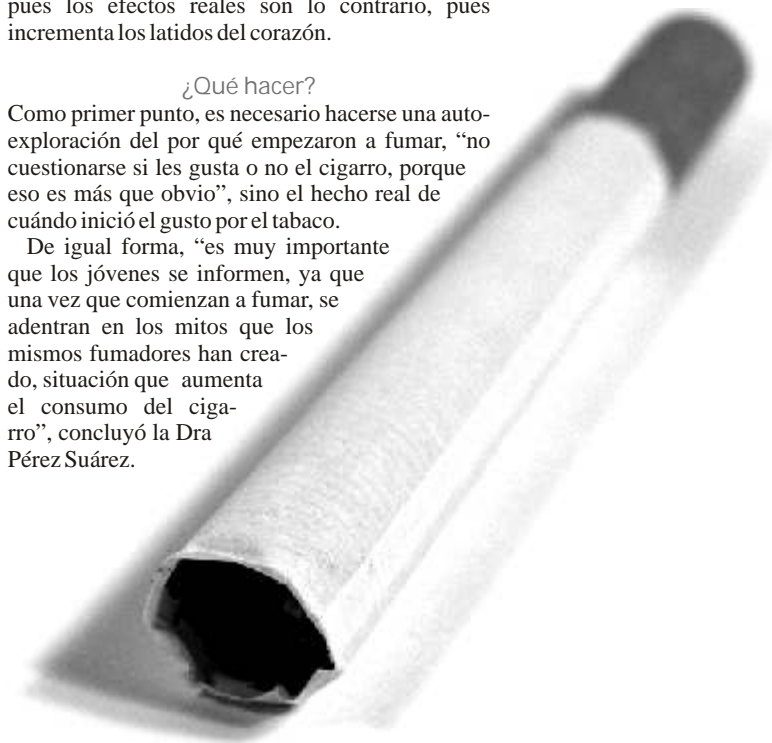 pues los efectos reales son lo contrario, pues
incrementa los latidos del corazón.
¿Qué hacer?
Como primer punto, es necesario hacerse una auto-
exploración del por qué empezaron a fumar, “no
cuestionarse si les gusta o no el cigarro, porque
eso es más que obvio”, sino el hecho real de
cuándo inició el gusto por el tabaco.
De igual forma, “es muy importante
que los jóvenes se informen, ya que
una vez que comienzan a fumar, se
adentran en los mitos que los
mismos fumadores han crea-
do, situación que aumenta
el consumo del ciga-
rro”, concluyó la Dra
Pérez Suárez.